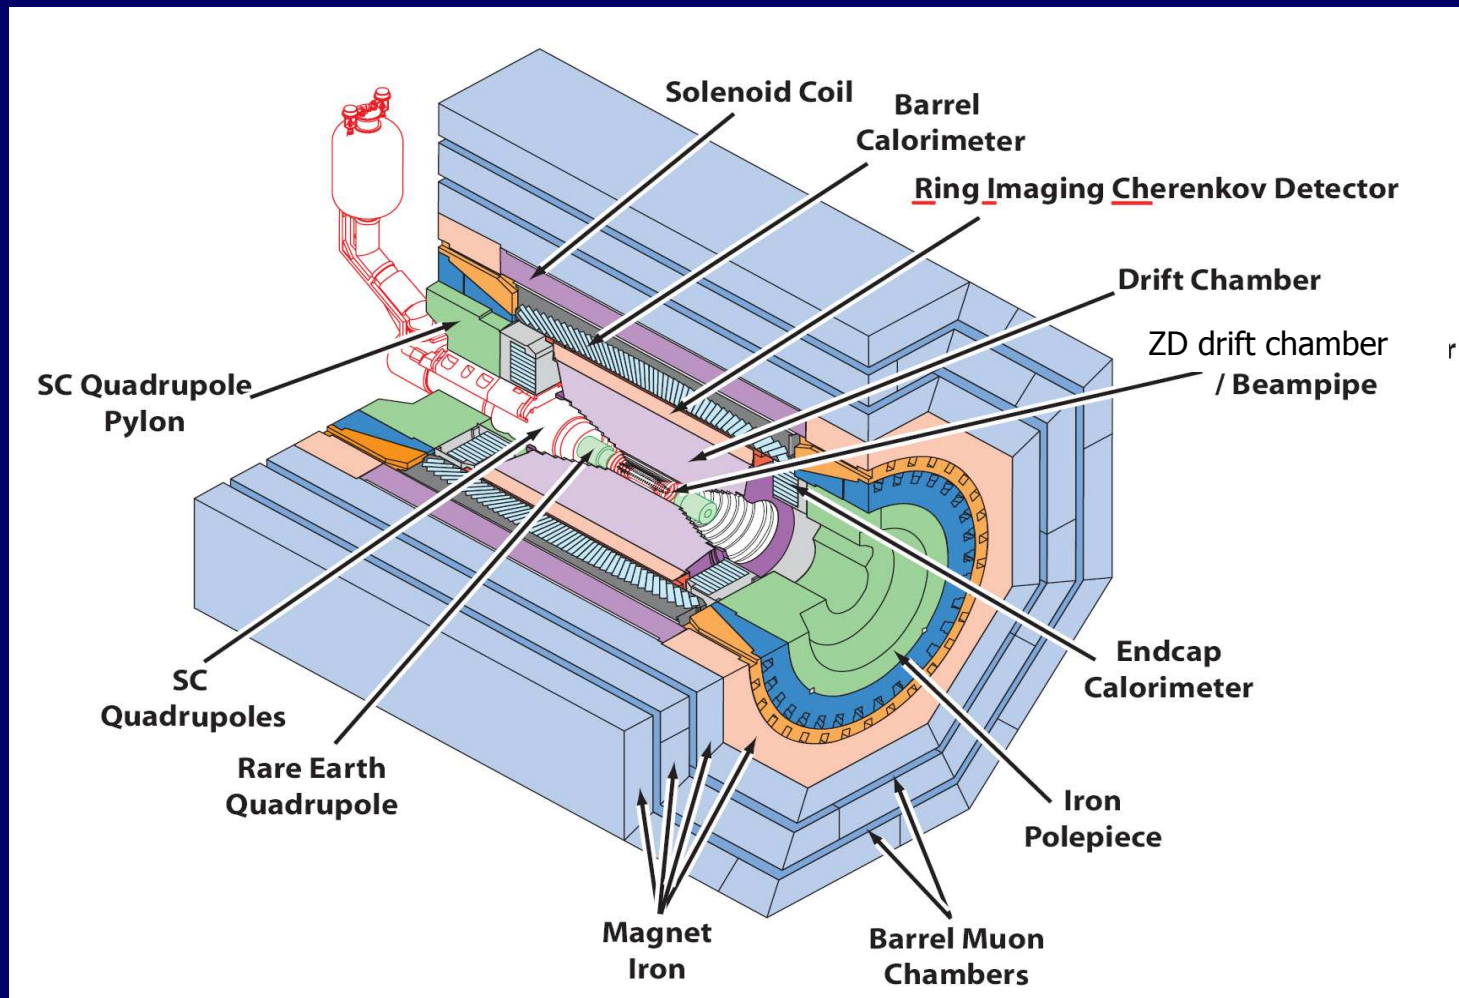 Solenoid Coil
Barrel
Calorimeter
Ring Imaging Cherenkov Detector
Drift Chamber
ZD drift chamber r
/ Beampipe
SC Quadrupole
Pylon
SC
Quadrupoles
Rare Earth
Quadrupole
Magnet
Iron
Barrel Muon
Chambers
Iron
Polepiece
Endcap
Calorimeter